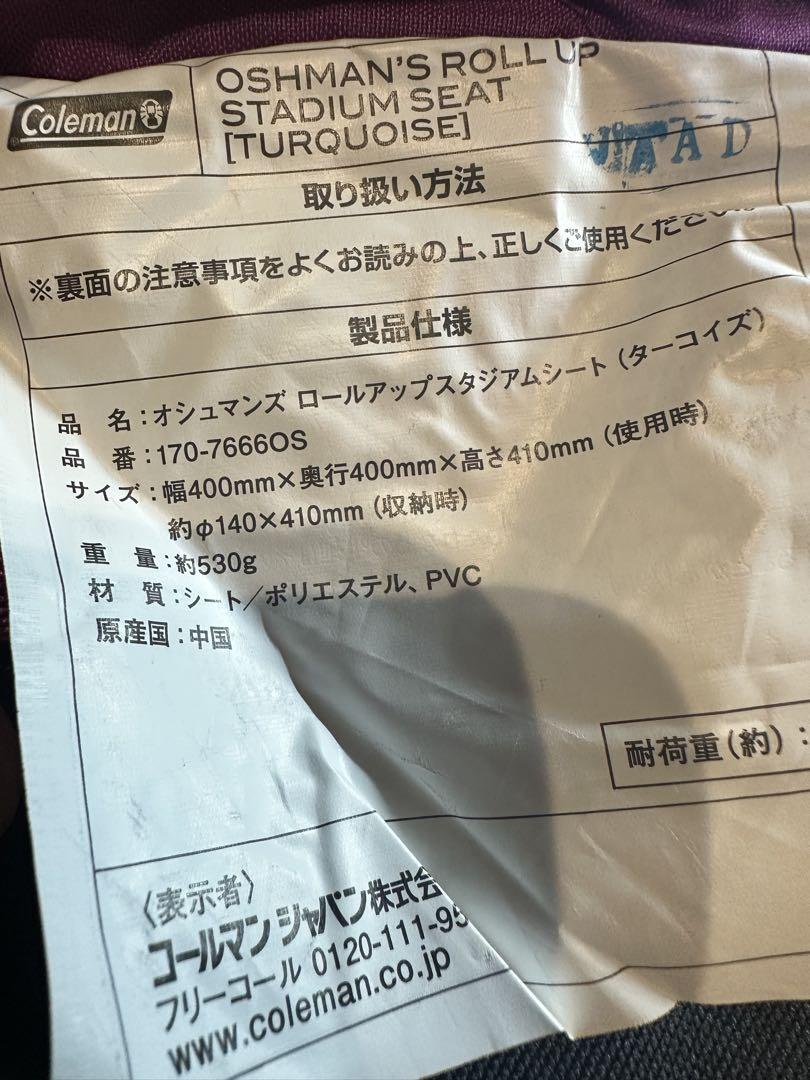 Coleman
OSHMAN'S ROLL UP
STADIUM SEAT
[TURQUOISE]
取り扱い方法
※裏面の注意事項をよくお読みの上、正しくご使用ください
製品仕様
品 名:オシュマンズ ロールアップスタジアムシート(ターコイズ)
品 番:170-7666OS
サイズ:幅400mm×奥行400mm×高さ410mm(使用時)
約φ140×410mm(収納時)
重 量:約530g
材 質:シート/ポリエステル、PVC
原産国:中国
耐荷重(約):
〈表示者〉
コールマン ジャパン株式会
フリーコール 0120-111-95
www.coleman.co.jp